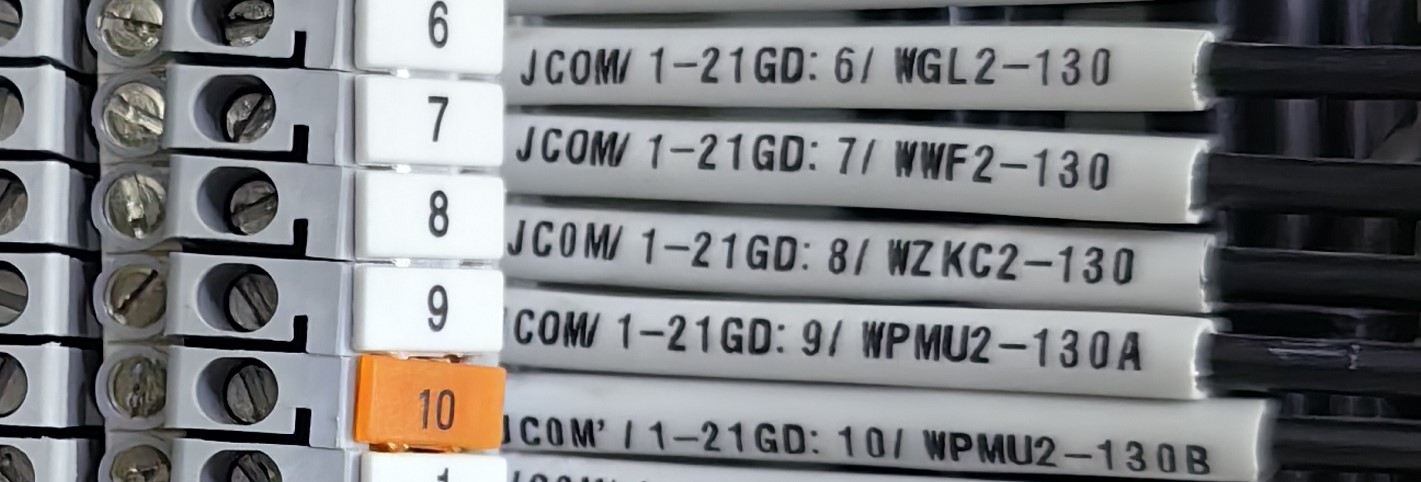 6
JCOM/ 1-21GD: 6/ WGL2-130
7
JCOM/ 1-21GD: 7/ WWF2-130
8
JCOM/ 1-21GD: 8/ WZKC2-130
9
COM/ 1-21GD: 9/ WPMU2-130A
10
JCOM' / 1-21GD: 10/ WPMU2-130B